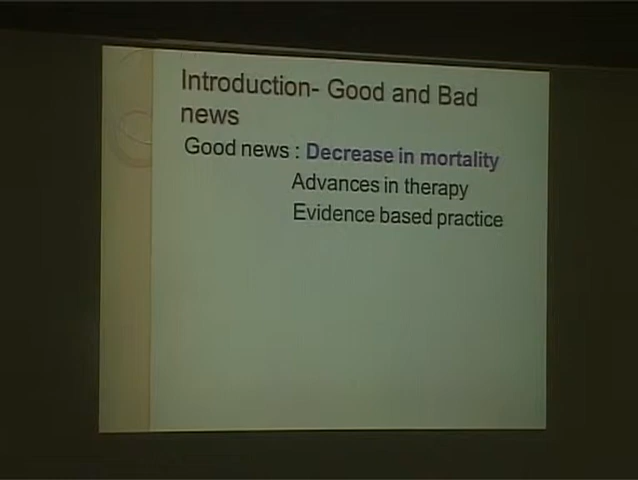 Introduction- Good and Bad
news
Good news : Decrease in mortality
Advances in therapy
Evidence based practice